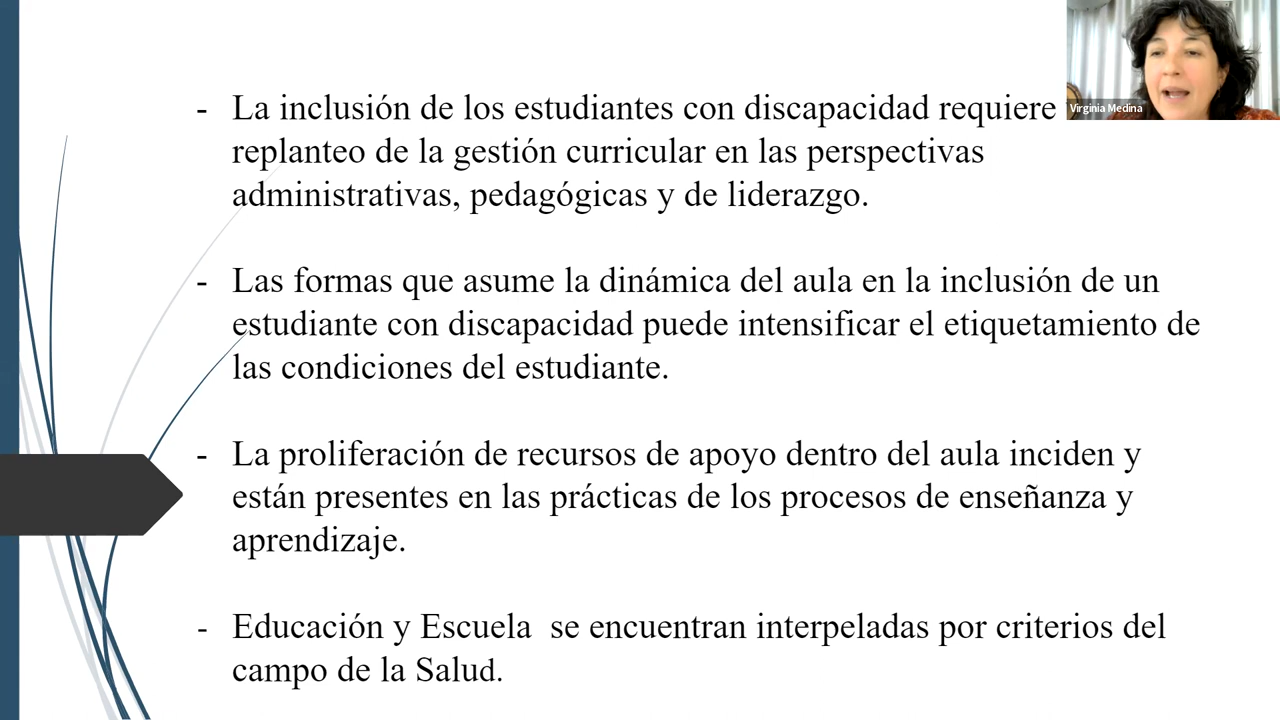 - La inclusión de los estudiantes con discapacidad requiere
replanteo de la gestión curricular en las perspectivas
administrativas, pedagógicas y de liderazgo.
- Las formas que asume la dinámica del aula en la inclusión de un
estudiante con discapacidad puede intensificar el etiquetamiento de
las condiciones del estudiante.
- La proliferación de recursos de apoyo dentro del aula inciden y
están presentes en las prácticas de los procesos de enseñanza y
aprendizaje.
- Educación y Escuela  se encuentran interpeladas por criterios del
campo de la Salud.
Virginia Medina